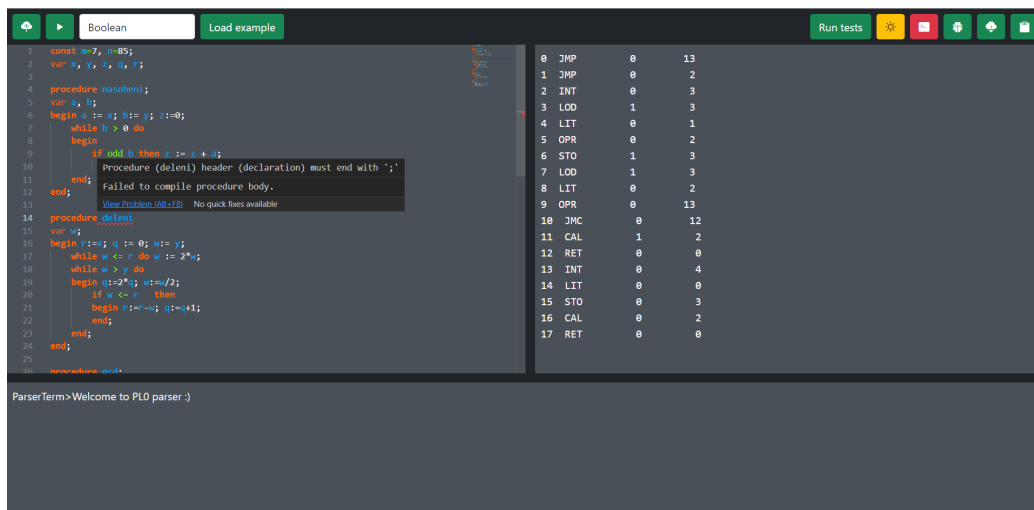 Boolean
Load example
Run tests
1 const m=7, n=85;
2 var x, y, z, q, r;
3
4 procedure nasobeni;
5 var a, b;
6 begin a := x; b:= y; z:=0;
7 while b > 0 do
8 begin
9 if odd b then z := z + a;
10
11 end;
12 end;
13
14 procedure deleni
15 var w;
16 begin r:=x; q := 0; w:= y;
17 while w <= r do w := 2*w;
18 while w > y do
19 begin q:=2*q; w:=w/2;
20 if w <= r then
21 begin r:=r-w; q:=q+1;
22 end;
23 end;
24 end;
25
26 procedure gcd;
Procedure (deleni) header (declaration) must end with ';'
Failed to compile procedure body.
View Problem (Alt+F8) No quick fixes available
0 JMP 0 13
1 JMP 0 2
2 INT 0 3
3 LOD 1 3
4 LIT 0 1
5 OPR 0 2
6 STO 1 3
7 LOD 1 3
8 LIT 0 2
9 OPR 0 13
10 JMC 0 12
11 CAL 1 2
12 RET 0 0
13 INT 0 4
14 LIT 0 0
15 STO 0 3
16 CAL 0 2
17 RET 0 0
ParserTerm>Welcome to PL0 parser :)